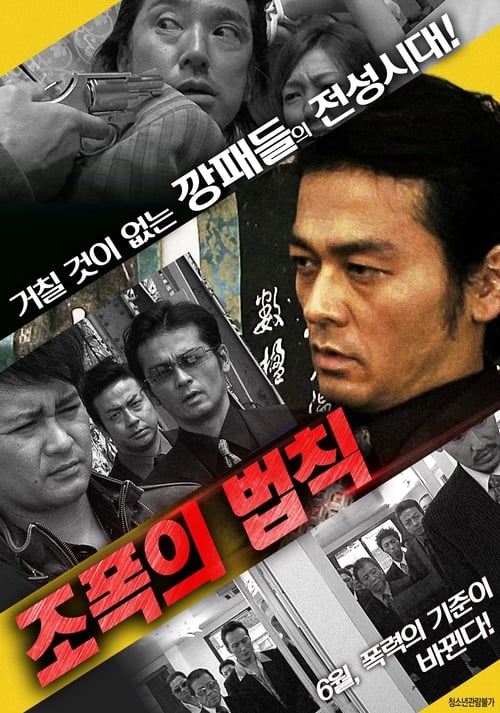 거칠 것이 없는 깡패들의 전성시대!
조폭의 법칙
6월, 폭력의 기준이
바뀐다!
청소년관람불가